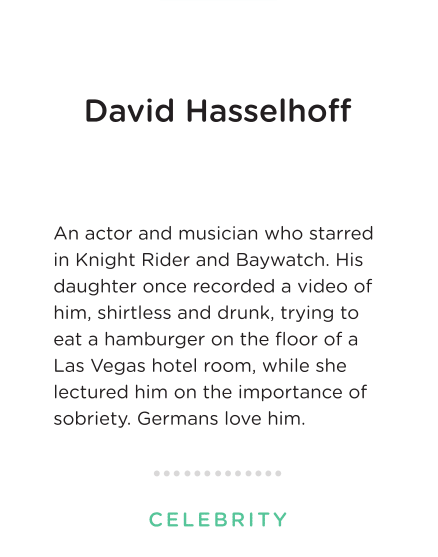 David Hasselhoff
An actor and musician who starred
in Knight Rider and Baywatch. His
daughter once recorded a video of
him, shirtless and drunk, trying to
eat a hamburger on the floor of a
Las Vegas hotel room, while she
lectured him on the importance of
sobriety. Germans love him.
CELEBRITY